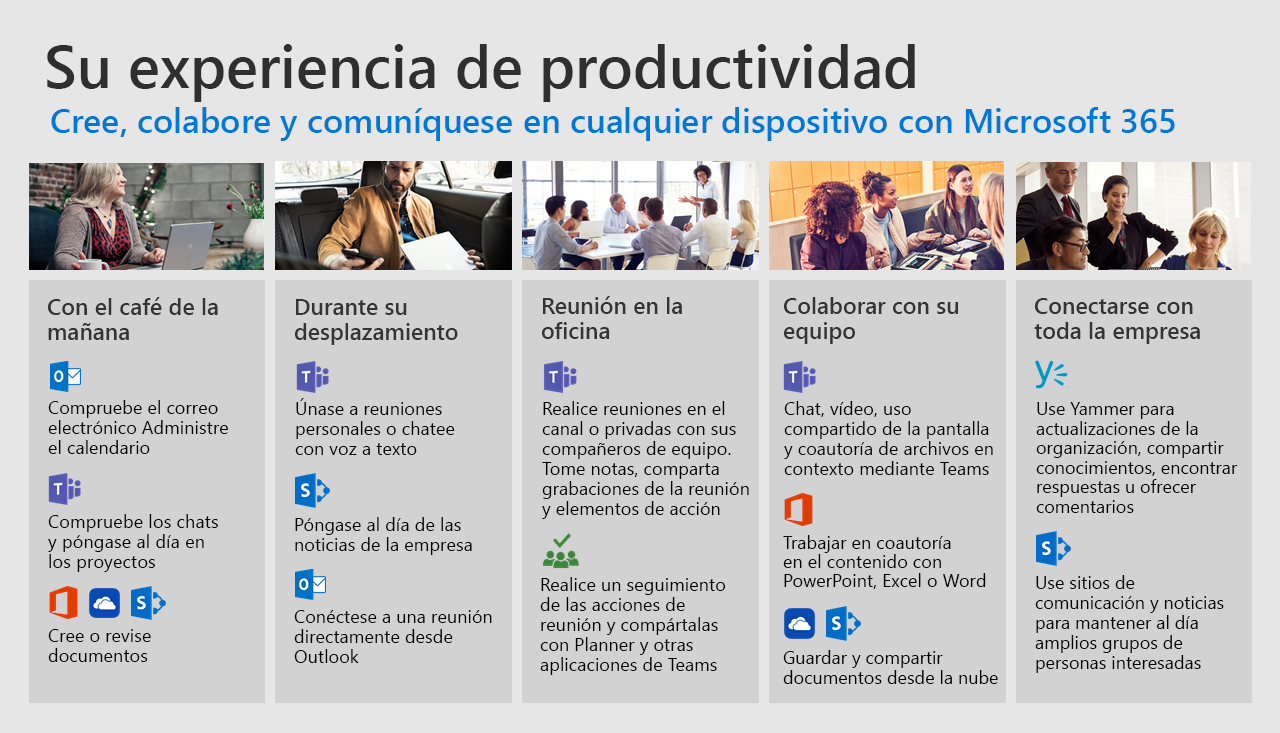 Su experiencia de productividad
Cree, colabore y comuníquese en cualquier dispositivo con Microsoft 365
Con el café de la
mañana
Compruebe el correo
electrónico Administre
el calendario
Compruebe los chats
y póngase al día en
los proyectos
Cree o revise
documentos
Durante su
desplazamiento
Únase a reuniones
personales o chatee
con voz a texto
Póngase al día de las
noticias de la empresa
Conéctese a una reunión
directamente desde
Outlook
Reunión en la
oficina
Realice reuniones en el
canal o privadas con sus
compañeros de equipo.
Tome notas, comparta
grabaciones de la reunión
y elementos de acción
Realice un seguimiento
de las acciones de
reunión y compártalas
con Planner y otras
aplicaciones de Teams
Colaborar con su
equipo
Chat, vídeo, uso
compartido de la pantalla
y coautoría de archivos en
contexto mediante Teams
Trabajar en coautoría
en el contenido con
PowerPoint, Excel o Word
Guardar y compartir
documentos desde la nube
Conectarse con
toda la empresa
Use Yammer para
actualizaciones de la
organización, compartir
conocimientos, encontrar
respuestas u ofrecer
comentarios
Use sitios de
comunicación y noticias
para mantener al día
amplios grupos de
personas interesadas